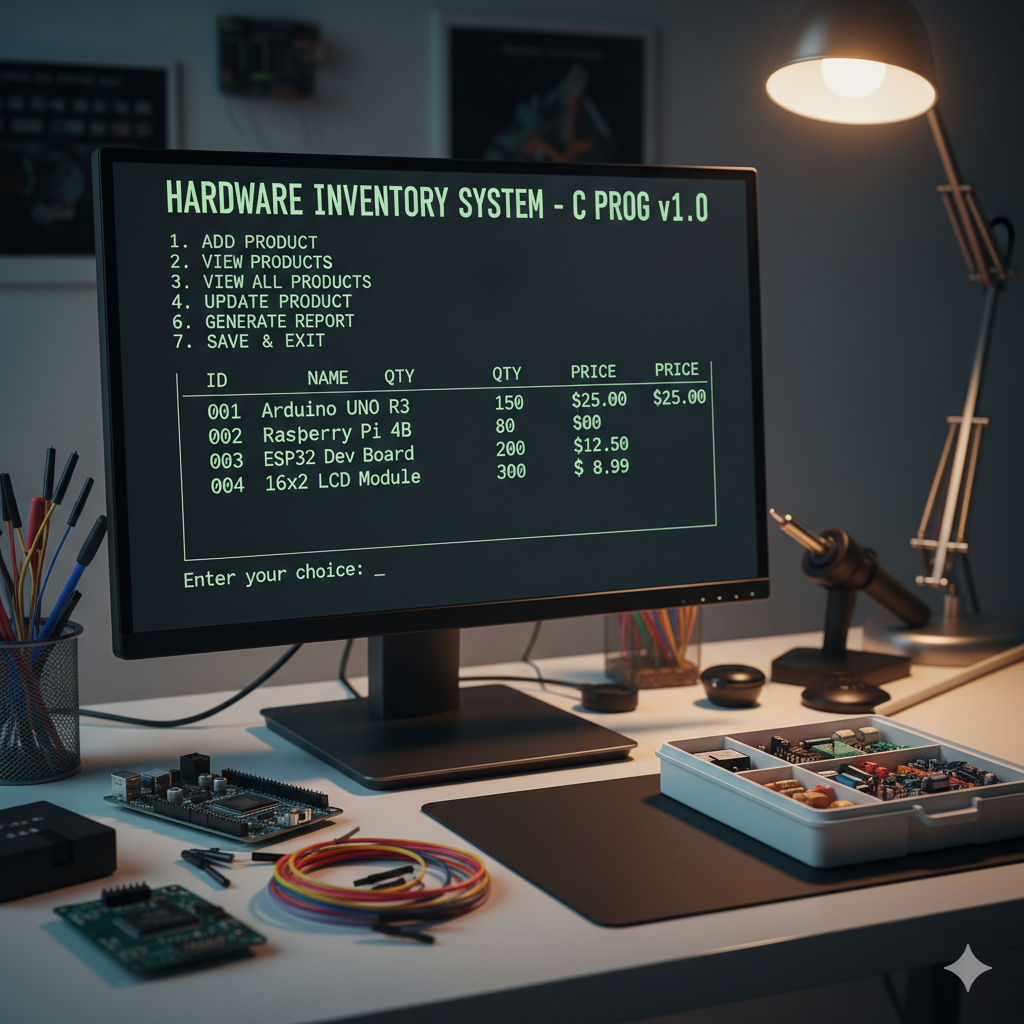 HARDWARE INVENTORY SYSTEM - C PROG v1.0
1. ADD PRODUCT
2. VIEW PRODUCTS
3. VIEW ALL PRODUCTS
4. UPDATE PRODUCT
6. GENERATE REPORT
7. SAVE & EXIT
ID NAME QTY QTY PRICE PRICE
001 Arduino UNO R3 150 $25.00 $25.00
002 Rasþerry Pi 4B 80 $00
003 ESP32 Dev Board 200 $12.50
004 16x2 LCD Module 300 $ 8.99
Enter your choice: _